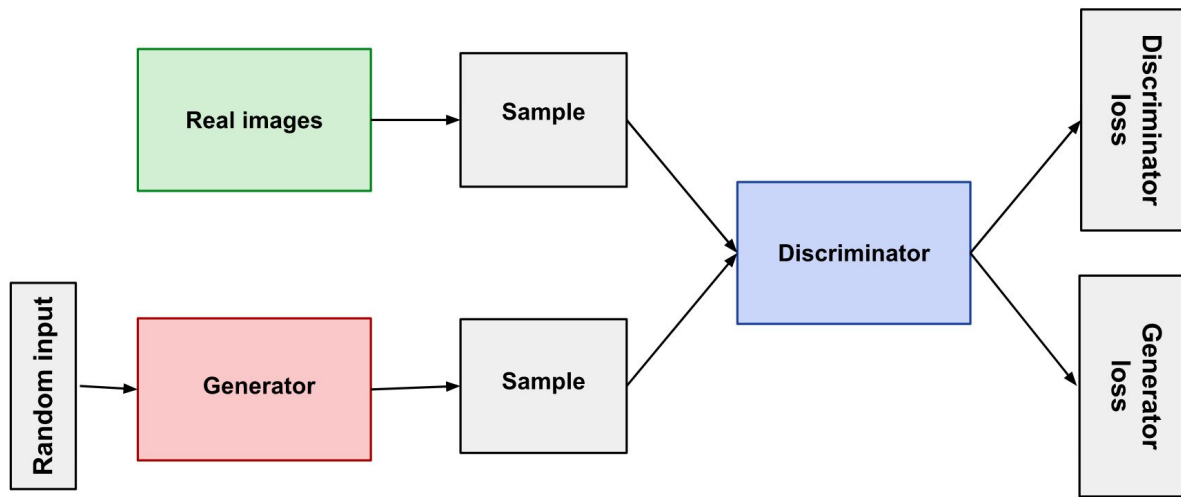 Real images
Sample
Discriminator
loss
Discriminator
Random input
Generator
Sample
Generator
loss